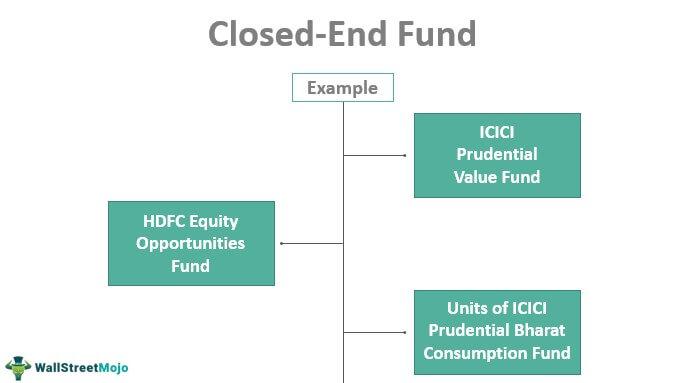 Closed-End Fund
Example
ICICI
Prudential
Value Fund
HDFC Equity
Opportunities
Fund
Units of ICICI
Prudential Bharat
Consumption Fund
WallStreetMojo